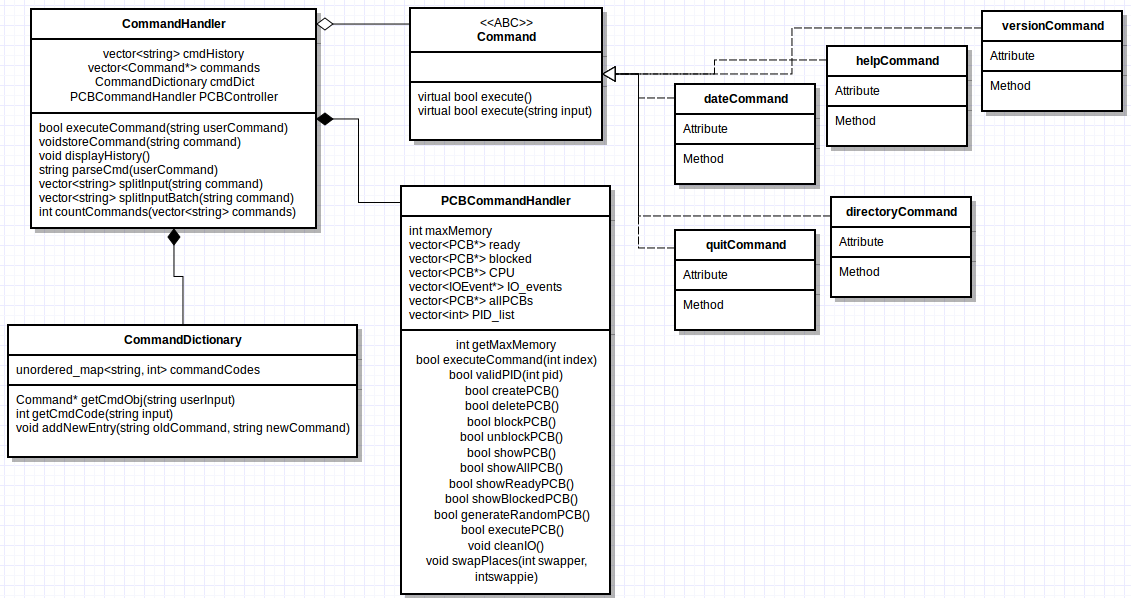 CommandHandler
vector<string> cmdHistory
vector<Command*> commands
CommandDictionary cmdDict
PCBCommandHandler PCBController
bool executeCommand(string userCommand)
voidstoreCommand(string command)
void displayHistory()
string parseCmd(userCommand)
vector<string> splitInput(string command)
vector<string> splitInputBatch(string command)
int countCommands(vector<string> commands)
<<ABC>>
Command
virtual bool execute()
virtual bool execute(string input)
versionCommand
Attribute
Method
helpCommand
Attribute
Method
dateCommand
Attribute
Method
directoryCommand
Attribute
Method
quitCommand
Attribute
Method
PCBCommandHandler
int maxMemory
vector<PCB*> ready
vector<PCB*> blocked
vector<PCB*> CPU
vector<IOEvent*> IO_events
vector<PCB*> allPCBs
vector<int> PID_list
int getMaxMemory
bool executeCommand(int index)
bool validPID(int pid)
bool createPCB()
bool deletePCB()
bool blockPCB()
bool unblockPCB()
bool showPCB()
bool showAllPCB()
bool showReadyPCB()
bool showBlockedPCB()
bool generateRandomPCB()
bool executePCB()
void cleanIO()
void swapPlaces(int swapper,
intswappie)
CommandDictionary
unordered_map<string, int> commandCodes
Command* getCmdObj(string userInput)
int getCmdCode(string input)
void addNewEntry(string oldCommand, string newCommand)